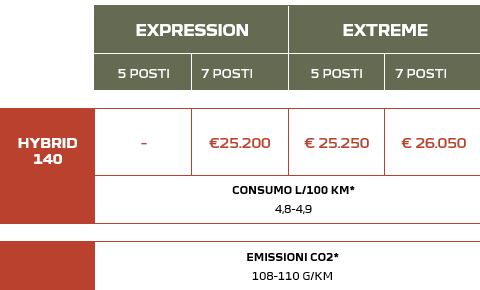 EXPRESSION EXTREME
5 POSTI 7 POSTI 5 POSTI 7 POSTI
HYBRID 140 - €25.200 € 25.250 € 26.050
CONSUMO L/100 KM*
4,8-4,9
EMISSIONI CO2*
108-110 G/KM